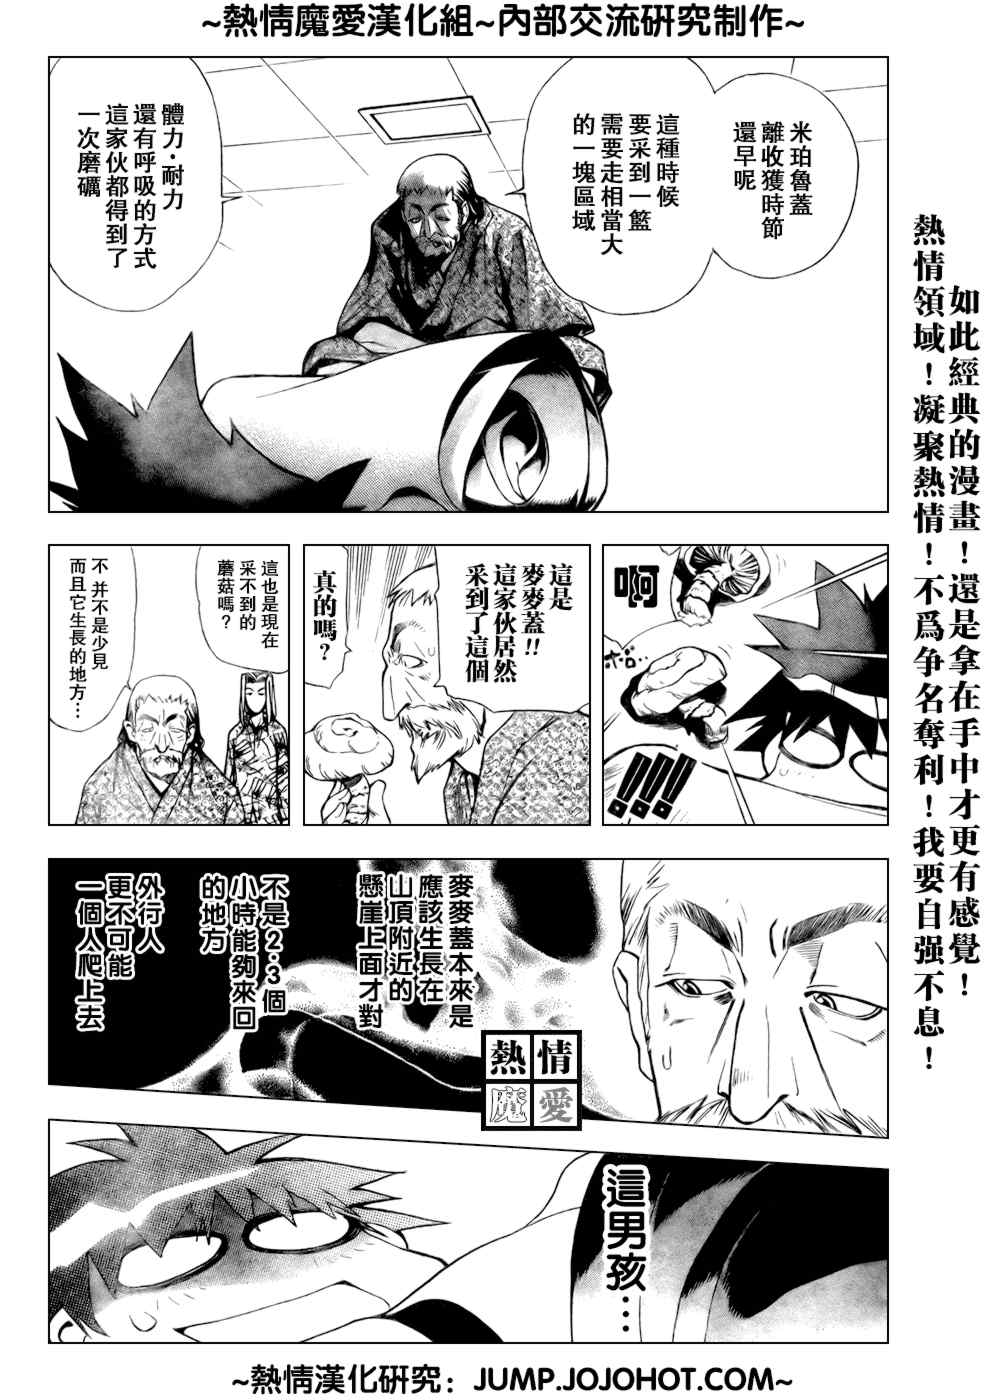 ~熱情魔愛漢化組~內部交流研究制作~
米珀魯蓋
離收獲時節
還早呢
這種時候
要采到一籃
需要走相當大
的一塊區域
體力·耐力
還有呼吸的方式
這家伙都得到了
一次磨礪
如此經典的漫畫！還是拿在手中才更有感覺！
熱情領域！凝聚熱情！不爲争名奪利！我要自强不息！
啊
哈…
!!!!
這是
麥麥蓋!!
這家伙居然
采到了這個
真的嗎?
這也是現在
采不到的
蘑菇嗎？
不 并不是少見
而且它生長的地方…
麥麥蓋本來是
應該生長在
山頂附近的
懸崖上面才對
不是2·3個
小時能夠來回
的地方
外行人
更不可能
一個人爬上去
熱情
魔愛
這男孩…
~熱情漢化研究：JUMP.JOJOHOT.COM~